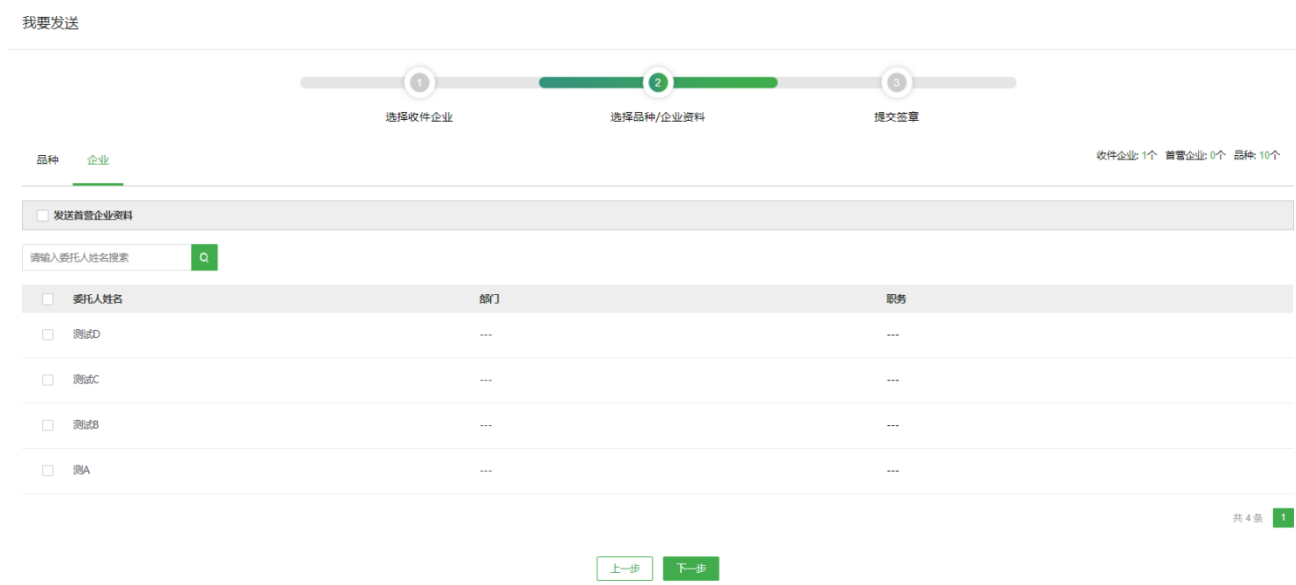 我要发送
1 2 3
选择收件企业 选择品种/企业资料 提交签章
品种 企业 收件企业: 1个 首营企业: 0个 品种: 10个
发送首营企业资料
请输入委托人姓名搜索
委托人姓名 部门 职务
测试D --- ---
测试C --- ---
测试B --- ---
测A --- ---
共 4 条 1
上一步 下一步